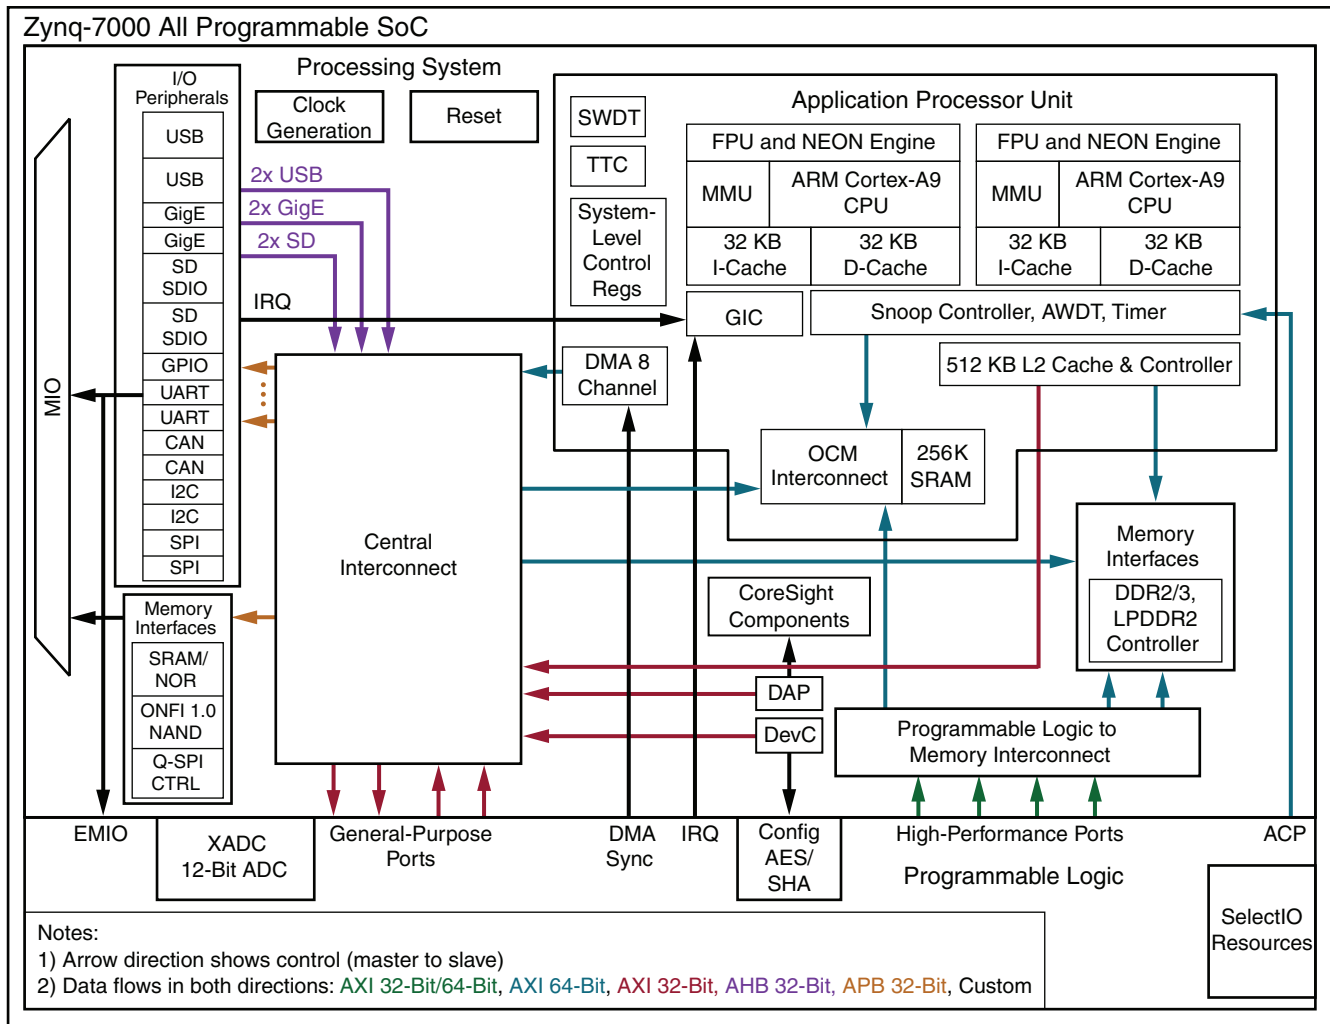 Zynq-7000 All Programmable SoC
Processing System
I/O
Peripherals
USB
USB
GigE
GigE
SD
SDIO
SD
SDIO
GPIO
UART
UART
CAN
CAN
I2C
I2C
SPI
SPI
MIO
Clock
Generation
Reset
2x USB
2x GigE
2x SD
IRQ
Application Processor Unit
SWDT
TTC
System-
Level
Control
Regs
FPU and NEON Engine
MMU
ARM Cortex-A9
CPU
32 KB
I-Cache
32 KB
D-Cache
FPU and NEON Engine
MMU
ARM Cortex-A9
CPU
32 KB
I-Cache
32 KB
D-Cache
GIC
Snoop Controller, AWDT, Timer
DMA 8
Channel
512 KB L2 Cache & Controller
OCM
Interconnect
256K
SRAM
Central
Interconnect
Memory
Interfaces
DDR2/3,
LPDDR2
Controller
CoreSight
Components
Memory
Interfaces
SRAM/
NOR
ONFI 1.0
NAND
Q-SPI
CTRL
DAP
DevC
Programmable Logic to
Memory Interconnect
EMIO
XADC
12-Bit ADC
General-Purpose
Ports
DMA
Sync
IRQ
Config
AES/
SHA
High-Performance Ports
ACP
Programmable Logic
SelectIO
Resources
Notes:
1) Arrow direction shows control (master to slave)
2) Data flows in both directions: AXI 32-Bit/64-Bit, AXI 64-Bit, AXI 32-Bit, AHB 32-Bit, APB 32-Bit, Custom